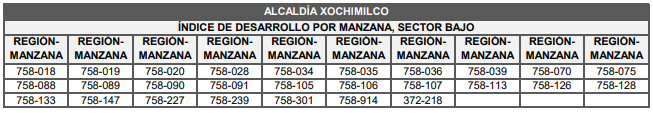 ALCALDÍA XOCHIMILCO
ÍNDICE DE DESARROLLO POR MANZANA, SECTOR BAJO
REGIÓN-MANZANA REGIÓN-MANZANA REGIÓN-MANZANA REGIÓN-MANZANA REGIÓN-MANZANA REGIÓN-MANZANA REGIÓN-MANZANA REGIÓN-MANZANA REGIÓN-MANZANA REGIÓN-MANZANA
758-018 758-019 758-020 758-028 758-034 758-035 758-036 758-039 758-070 758-075
758-088 758-089 758-090 758-091 758-105 758-106 758-107 758-113 758-126 758-128
758-133 758-147 758-227 758-239 758-301 758-914 372-218